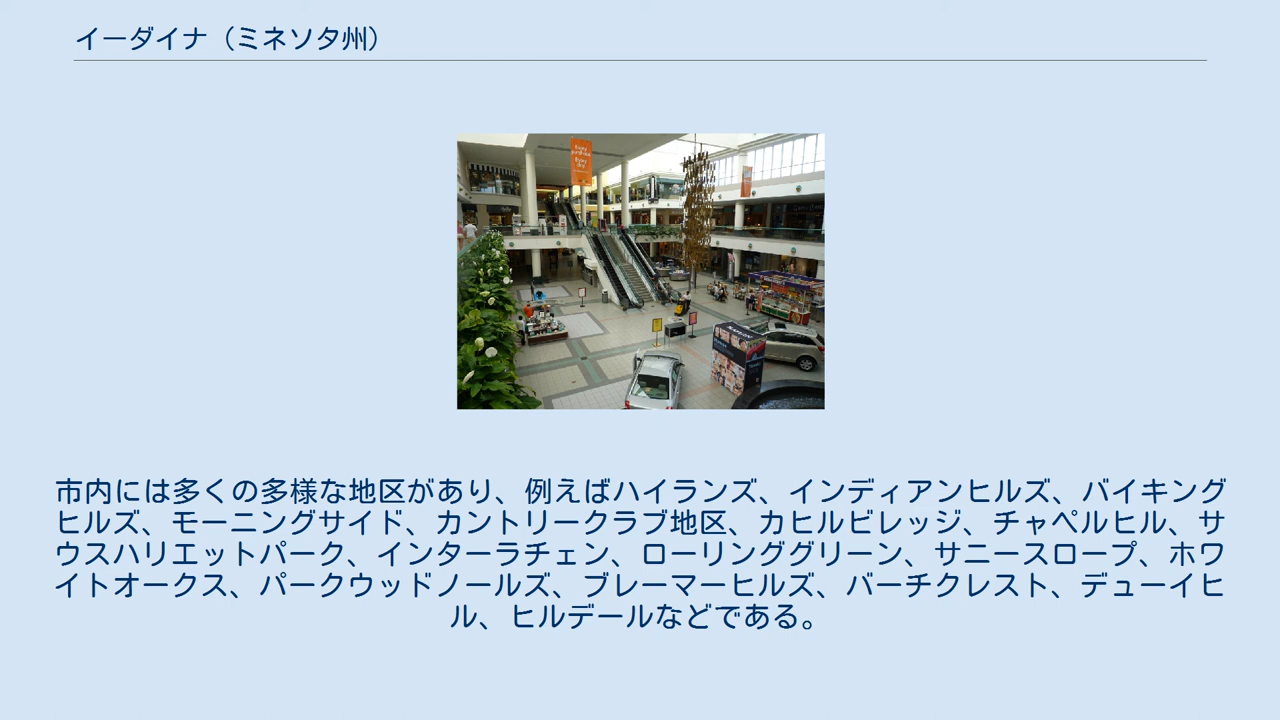 イーダイナ（ミネソタ州）
市内には多くの多様な地区があり、例えばハイランズ、インディアンヒルズ、バイキング
ヒルズ、モーニングサイド、カントリークラブ地区、カヒルビレッジ、チャペルヒル、サ
ウスハリエットパーク、インターラチェン、ローリンググリーン、サニースロープ、ホワ
イトオークス、パークウッドノールズ、ブレーマーヒルズ、バーチクレスト、デューイヒ
ル、ヒルデールなどである。